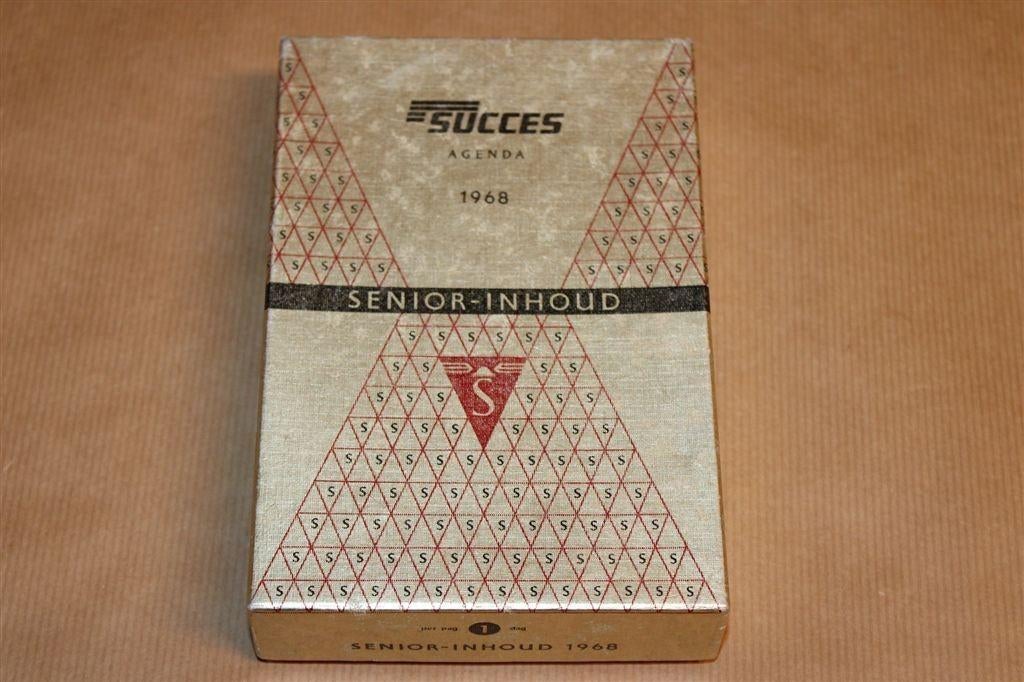 SUCCES
AGENDA
1968
SENIOR-INHOUD
S
per pag. 1 dag
SENIOR-INHOUD 1968